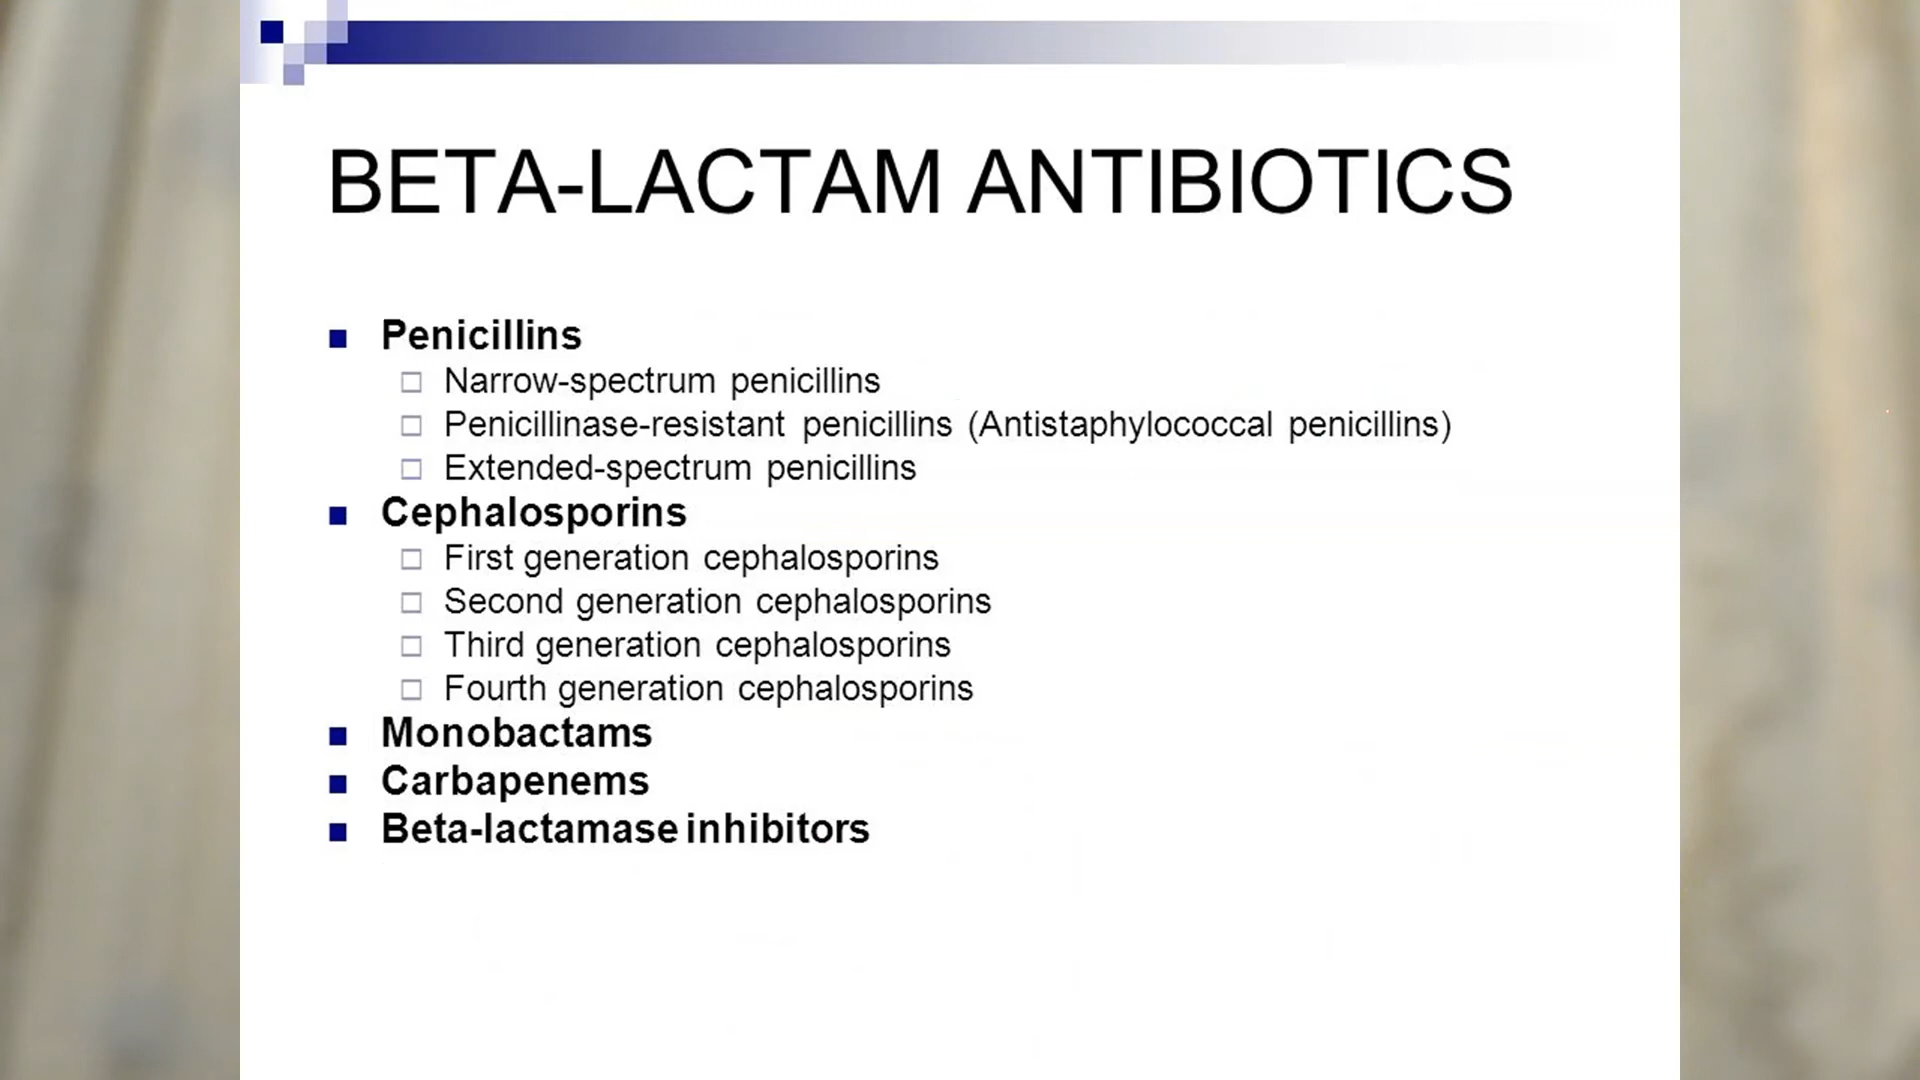 BETA-LACTAM ANTIBIOTICS
Penicillins
Narrow-spectrum penicillins
Penicillinase-resistant penicillins (Antistaphylococcal penicillins)
Extended-spectrum penicillins
Cephalosporins
First generation cephalosporins
Second generation cephalosporins
Third generation cephalosporins
Fourth generation cephalosporins
Monobactams
Carbapenems
Beta-lactamase inhibitors